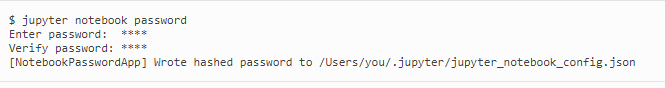 $ jupyter notebook password
Enter password:  ****
Verify password: ****
[NotebookPasswordApp] Wrote hashed password to /Users/you/.jupyter/jupyter_notebook_config.json